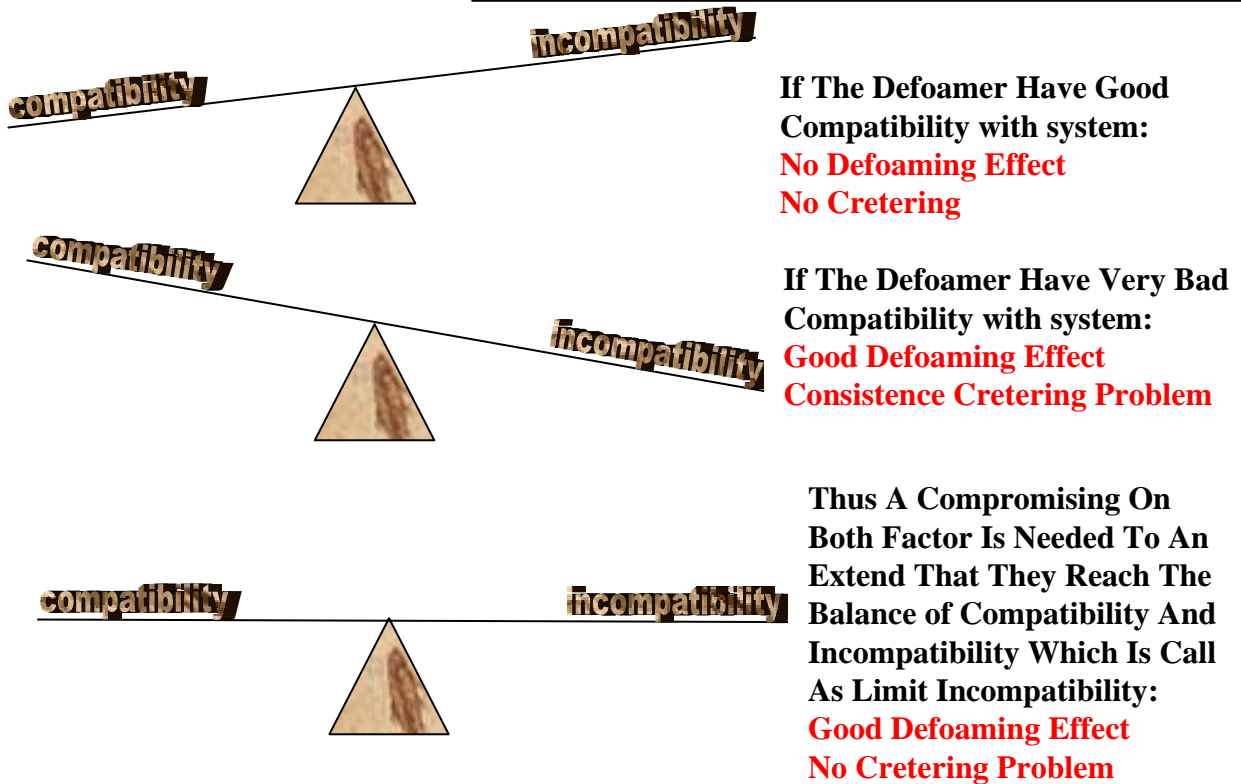 compatibility
incompatibility
If The Defoamer Have Good
Compatibility with system:
No Defoaming Effect
No Cretering
compatibility
incompatibility
If The Defoamer Have Very Bad
Compatibility with system:
Good Defoaming Effect
Consistence Cretering Problem
compatibility
incompatibility
Thus A Compromising On
Both Factor Is Needed To An
Extend That They Reach The
Balance of Compatibility And
Incompatibility Which Is Call
As Limit Incompatibility:
Good Defoaming Effect
No Cretering Problem